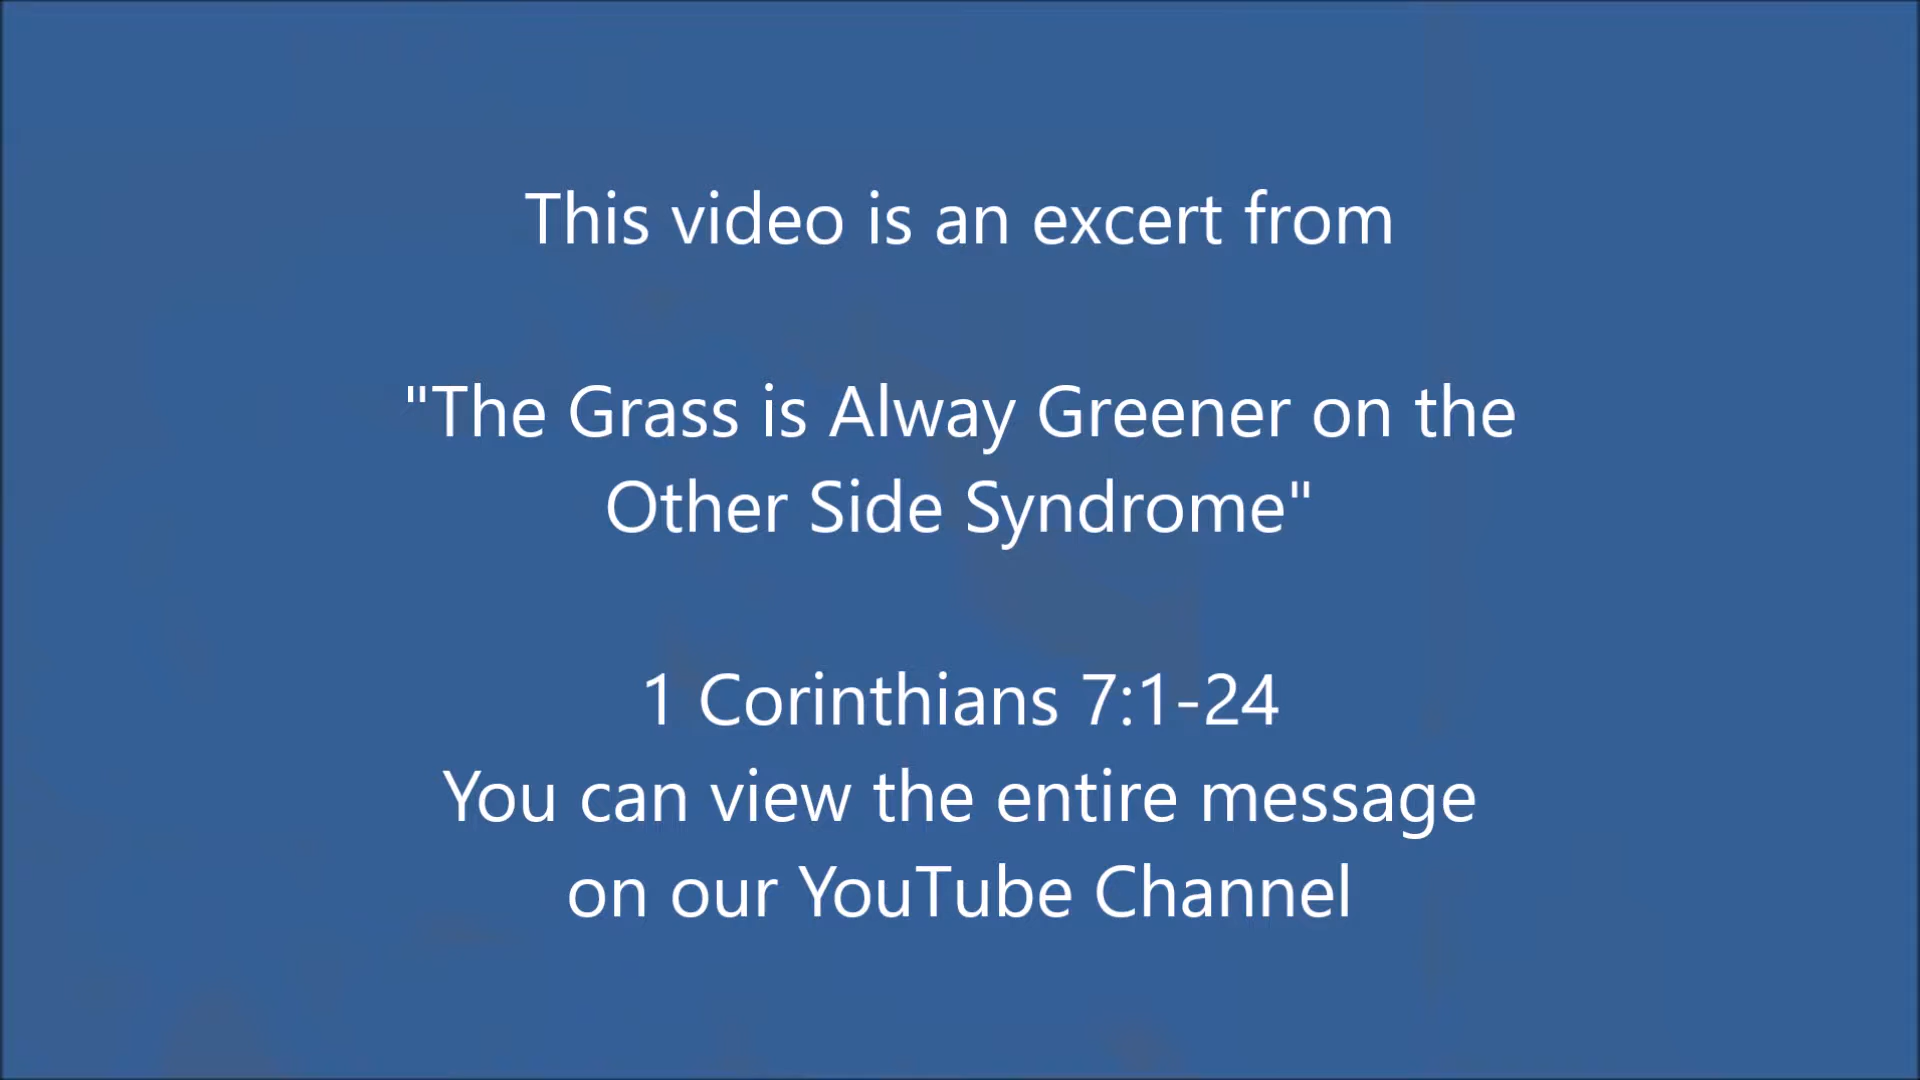 This video is an excert from
"The Grass is Alway Greener on the
Other Side Syndrome"
1 Corinthians 7:1-24
You can view the entire message
on our YouTube Channel